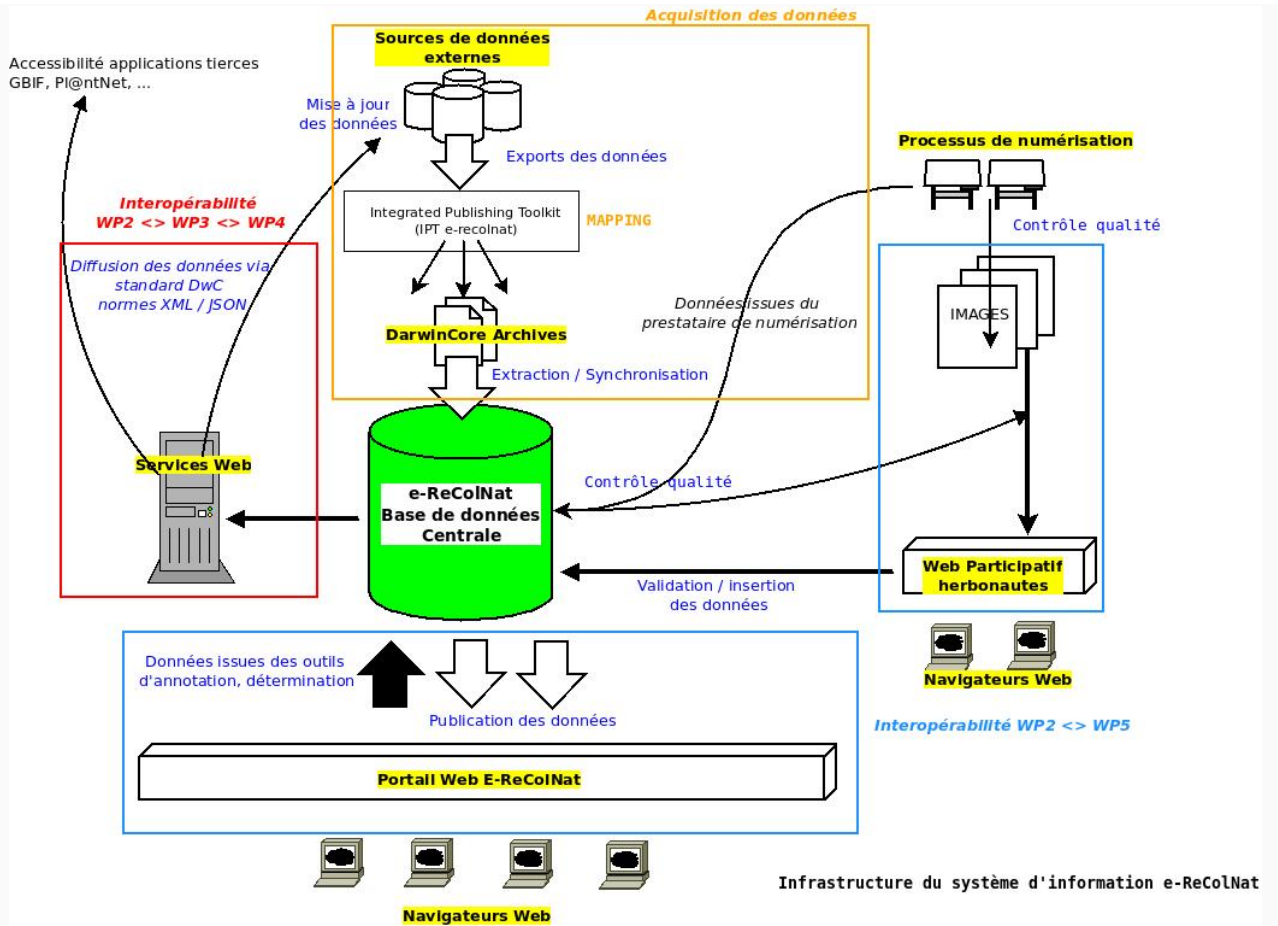 Acquisition des données
Sources de données
externes
Accessibilité applications tierces
GBIF, Pl@ntNet, ...
Mise à jour
des données
Exports des données
Processus de numérisation
Interopérabilité
WP2 <> WP3 <> WP4
Integrated Publishing Toolkit
(IPT e-recolnat)
MAPPING
Contrôle qualité
Diffusion des données via
standard DwC
normes XML / JSON
Données issues du
prestataire de numérisation
IMAGES
DarwinCore Archives
Extraction / Synchronisation
Services Web
e-ReColNat
Base de données
Centrale
Contrôle qualité
Web Participatif
herbonautes
Validation / insertion
des données
Données issues des outils
d'annotation, détermination
Publication des données
Navigateurs Web
Interopérabilité WP2 <> WP5
Portail Web E-ReColNat
Infrastructure du système d'information e-ReColNat
Navigateurs Web